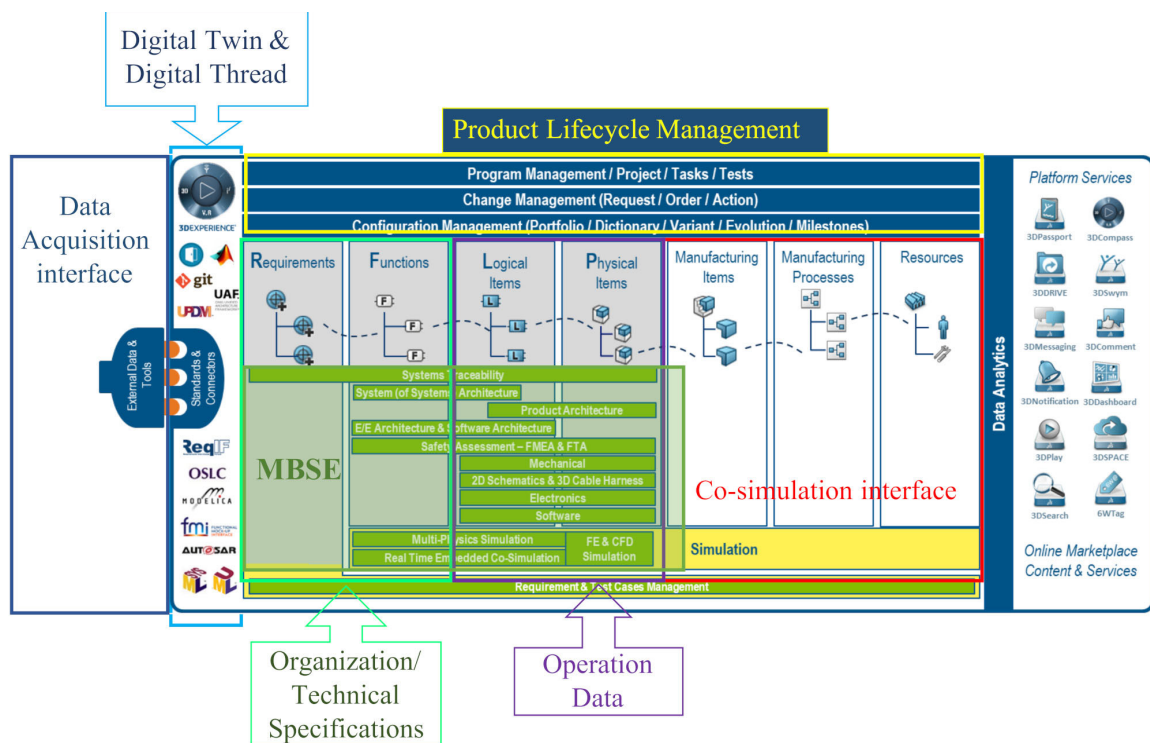 Digital Twin &
Digital Thread
Product Lifecycle Management
Data
Acquisition
interface
3DEXPERIENCE
3D
V.R
git
UAF
UPDM
External Data &
Tools
Standards &
Connectors
ReqIF
OSLC
MODELICA
fmi FUNCTIONAL
MOCK-UP
INTERFACE
AUTOSAR
Program Management / Project / Tasks / Tests
Change Management (Request / Order / Action)
Configuration Management (Portfolio / Dictionary / Variant / Evolution / Milestones)
Requirements
Functions
Logical
Items
Physical
Items
Manufacturing
Items
Manufacturing
Processes
Resources
F
F
F
L
L
L
Systems Traceability
System (of Systems) Architecture
Product Architecture
E/E Architecture & Software Architecture
Safety Assessment – FMEA & FTA
MBSE
Mechanical
2D Schematics & 3D Cable Harness
Electronics
Software
Co-simulation interface
Multi-Physics Simulation
Real Time Embedded Co-Simulation
FE & CFD
Simulation
Simulation
Requirement & Test Cases Management
Data Analytics
Platform Services
3DPassport
3DCompass
3DDRIVE
3DSwym
3DMessaging
3DComment
3DNotification
3DDashboard
3DPlay
3DSPACE
3DSearch
6WTag
Online Marketplace
Content & Services
Organization/
Technical
Specifications
Operation
Data